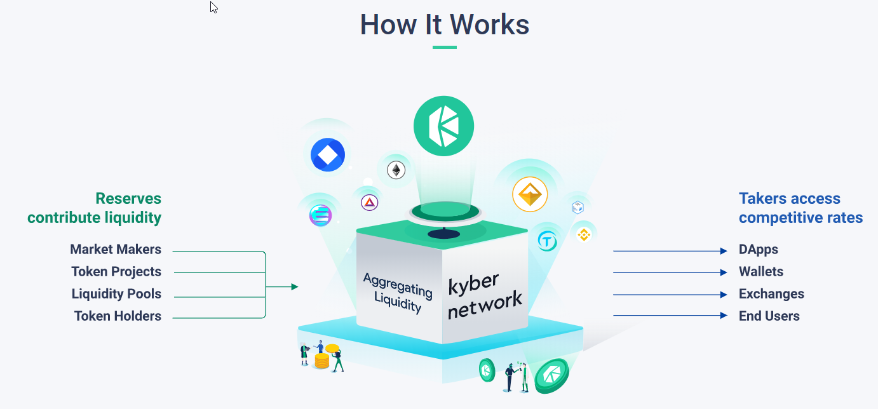 How It Works
Reserves
contribute liquidity
Market Makers
Token Projects
Liquidity Pools
Token Holders
Aggregating
Liquidity
kyber
network
Takers access
competitive rates
DApps
Wallets
Exchanges
End Users